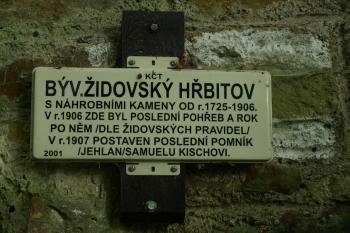 KČT
BÝV.ŽIDOVSKÝ HŘBITOV
S NÁHROBNÍMI KAMENY OD r.1725-1906.
V r.1906 ZDE BYL POSLEDNÍ POHŘEB A ROK
PO NĚM /DLE ŽIDOVSKÝCH PRAVIDEL/
V r.1907 POSTAVEN POSLEDNÍ POMNÍK
2001 /JEHLAN/SAMUELU KISCHOVI.